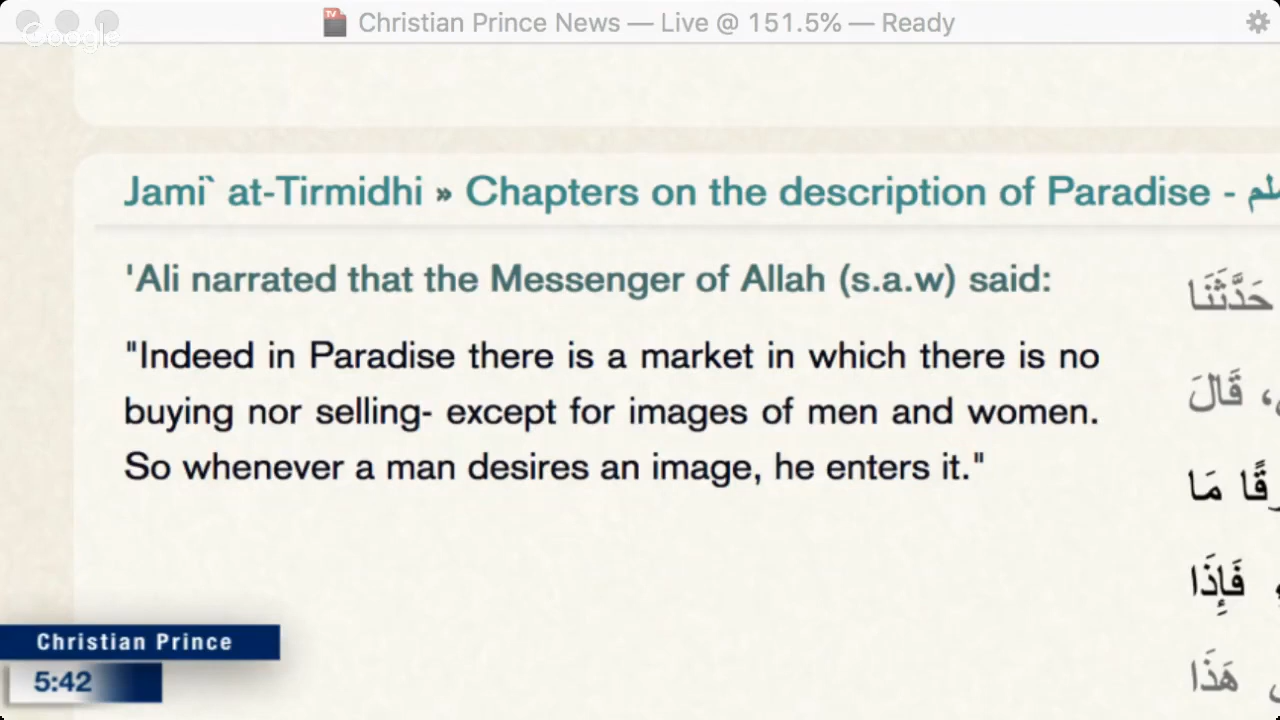 Christian Prince News — Live @ 151.5% — Ready
Google
Jami` at-Tirmidhi » Chapters on the description of Paradise -
'Ali narrated that the Messenger of Allah (s.a.w) said:
حَدَّثَنَا
"Indeed in Paradise there is a market in which there is no
buying nor selling- except for images of men and women.
قَالَ
So whenever a man desires an image, he enters it."
مَا
فَإِذَا
هَذَا
Christian Prince
5:42